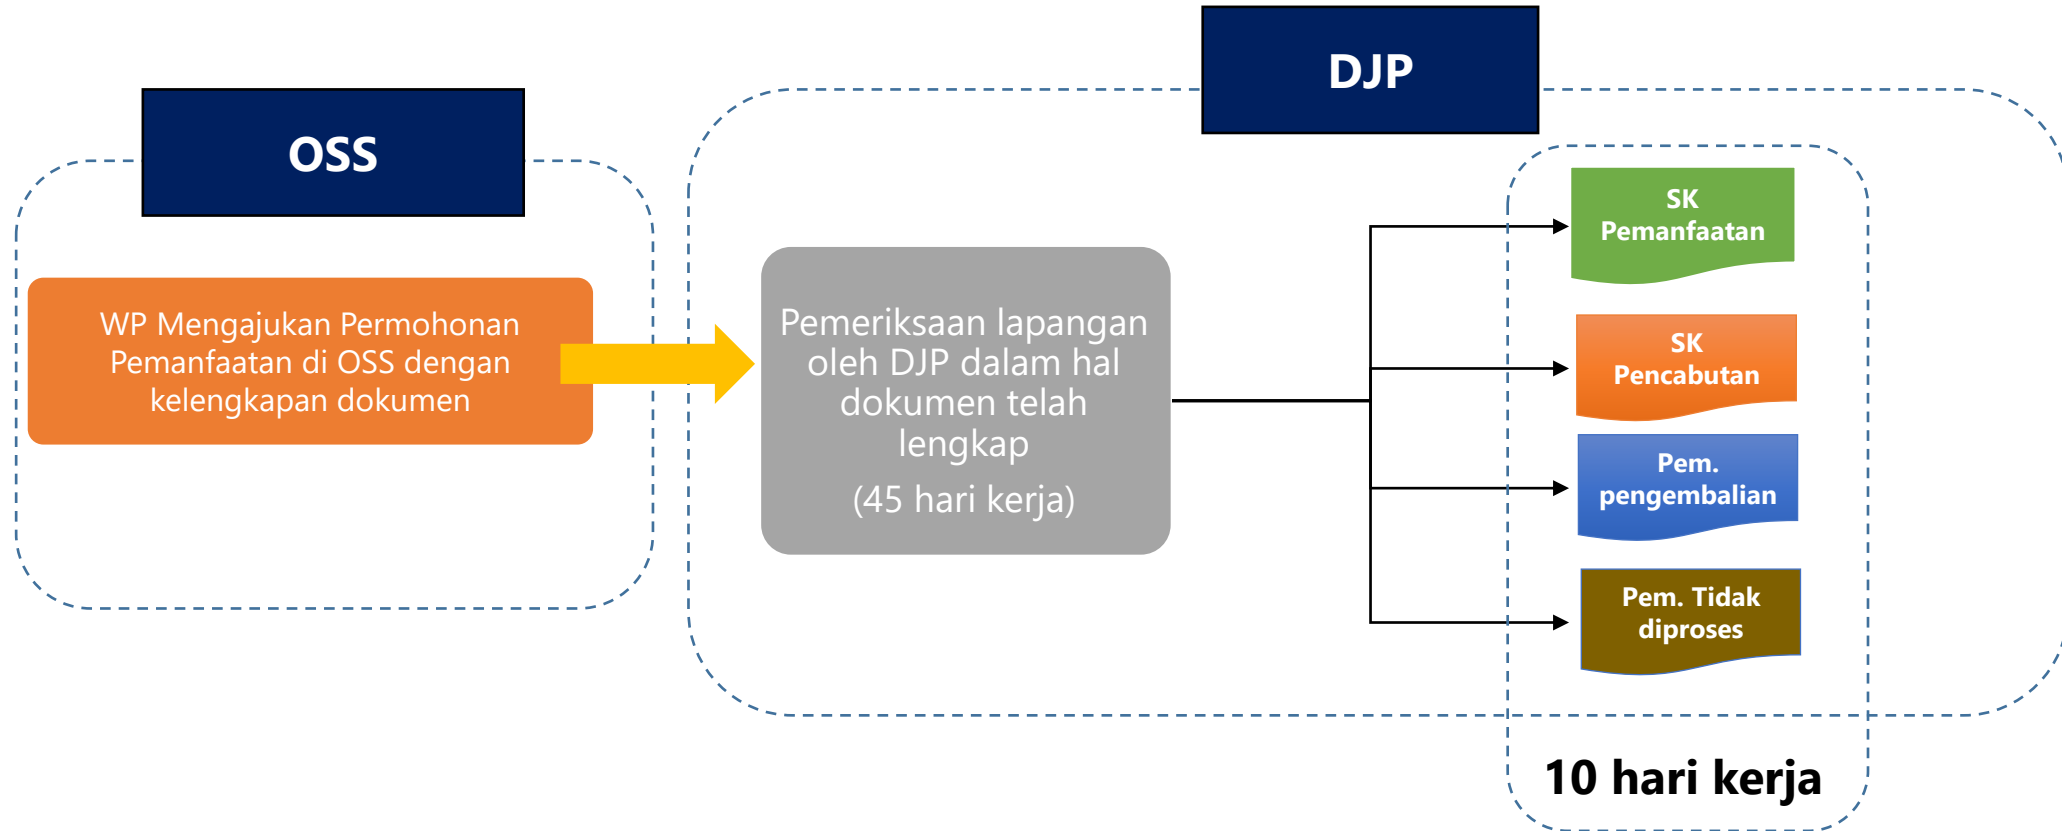 OSS
WP Mengajukan Permohonan
Pemanfaatan di OSS dengan
kelengkapan dokumen
DJP
Pemeriksaan lapangan
oleh DJP dalam hal
dokumen telah
lengkap
(45 hari kerja)
SK
Pemanfaatan
SK
Pencabutan
Pem.
pengembalian
Pem. Tidak
diproses
10 hari kerja